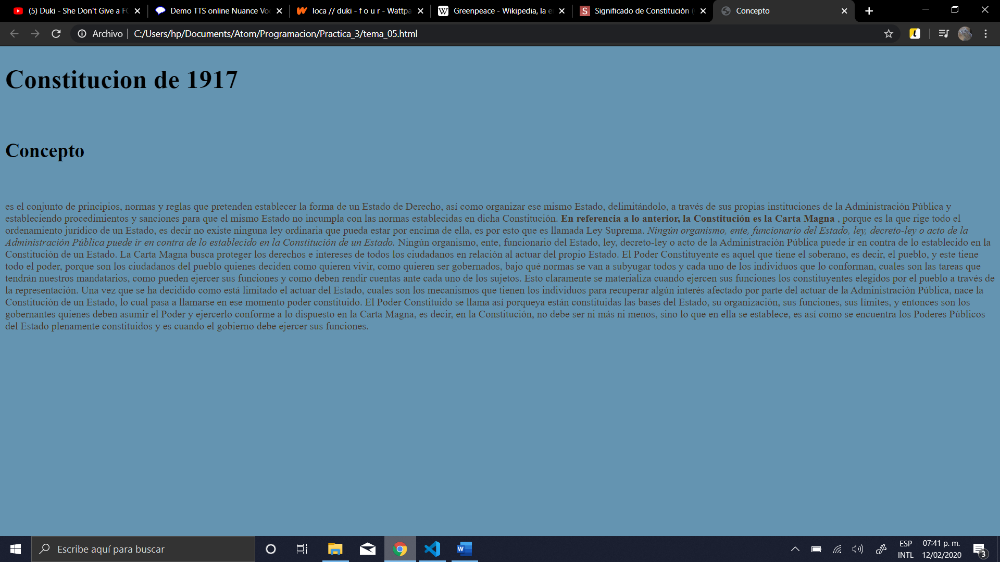 (5) Duki - She Don't Give a FO
Demo TTS online Nuance Vo
loca // duki - f o u r - Wattpa
Greenpeace - Wikipedia, la e
Significado de Constitución (
Concepto
Archivo
C:/Users/hp/Documents/Atom/Programacion/Practica_3/tema_05.html
Constitucion de 1917
Concepto
es el conjunto de principios, normas y reglas que pretenden establecer la forma de un Estado de Derecho, así como organizar ese mismo Estado, delimitándolo, a través de sus propias instituciones de la Administración Pública y
estableciendo procedimientos y sanciones para que el mismo Estado no incumpla con las normas establecidas en dicha Constitución. En referencia a lo anterior, la Constitución es la Carta Magna , porque es la que rige todo el
ordenamiento jurídico de un Estado, es decir no existe ninguna ley ordinaria que pueda estar por encima de ella, es por esto que es llamada Ley Suprema. Ningún organismo, ente, funcionario del Estado, ley, decreto-ley o acto de la
Administración Pública puede ir en contra de lo establecido en la Constitución de un Estado. Ningún organismo, ente, funcionario del Estado, ley, decreto-ley o acto de la Administración Pública puede ir en contra de lo establecido en la
Constitución de un Estado. La Carta Magna busca proteger los derechos e intereses de todos los ciudadanos en relación al actuar del propio Estado. El Poder Constituyente es aquel que tiene el soberano, es decir, el pueblo, y este tiene
todo el poder, porque son los ciudadanos del pueblo quienes deciden como quieren vivir, como quieren ser gobernados, bajo qué normas se van a subyugar todos y cada uno de los individuos que lo conforman, cuales son las tareas que
tendrán nuestros mandatarios, como pueden ejercer sus funciones y como deben rendir cuentas ante cada uno de los sujetos. Esto claramente se materializa cuando ejercen sus funciones los constituyentes elegidos por el pueblo a través de
la representación. Una vez que se ha decidido como está limitado el actuar del Estado, cuales son los mecanismos que tienen los individuos para recuperar algún interés afectado por parte del actuar de la Administración Pública, nace la
Constitución de un Estado, lo cual pasa a llamarse en ese momento poder constituido. El Poder Constituido se llama así porqueya están constituidas las bases del Estado, su organización, sus funciones, sus límites, y entonces son los
gobernantes quienes deben asumir el Poder y ejercerlo conforme a lo dispuesto en la Carta Magna, es decir, en la Constitución, no debe ser ni más ni menos, sino lo que en ella se establece, es así como se encuentra los Poderes Públicos
del Estado plenamente constituidos y es cuando el gobierno debe ejercer sus funciones.
Escribe aquí para buscar
ESP
INTL
07:41 p. m.
12/02/2020
3